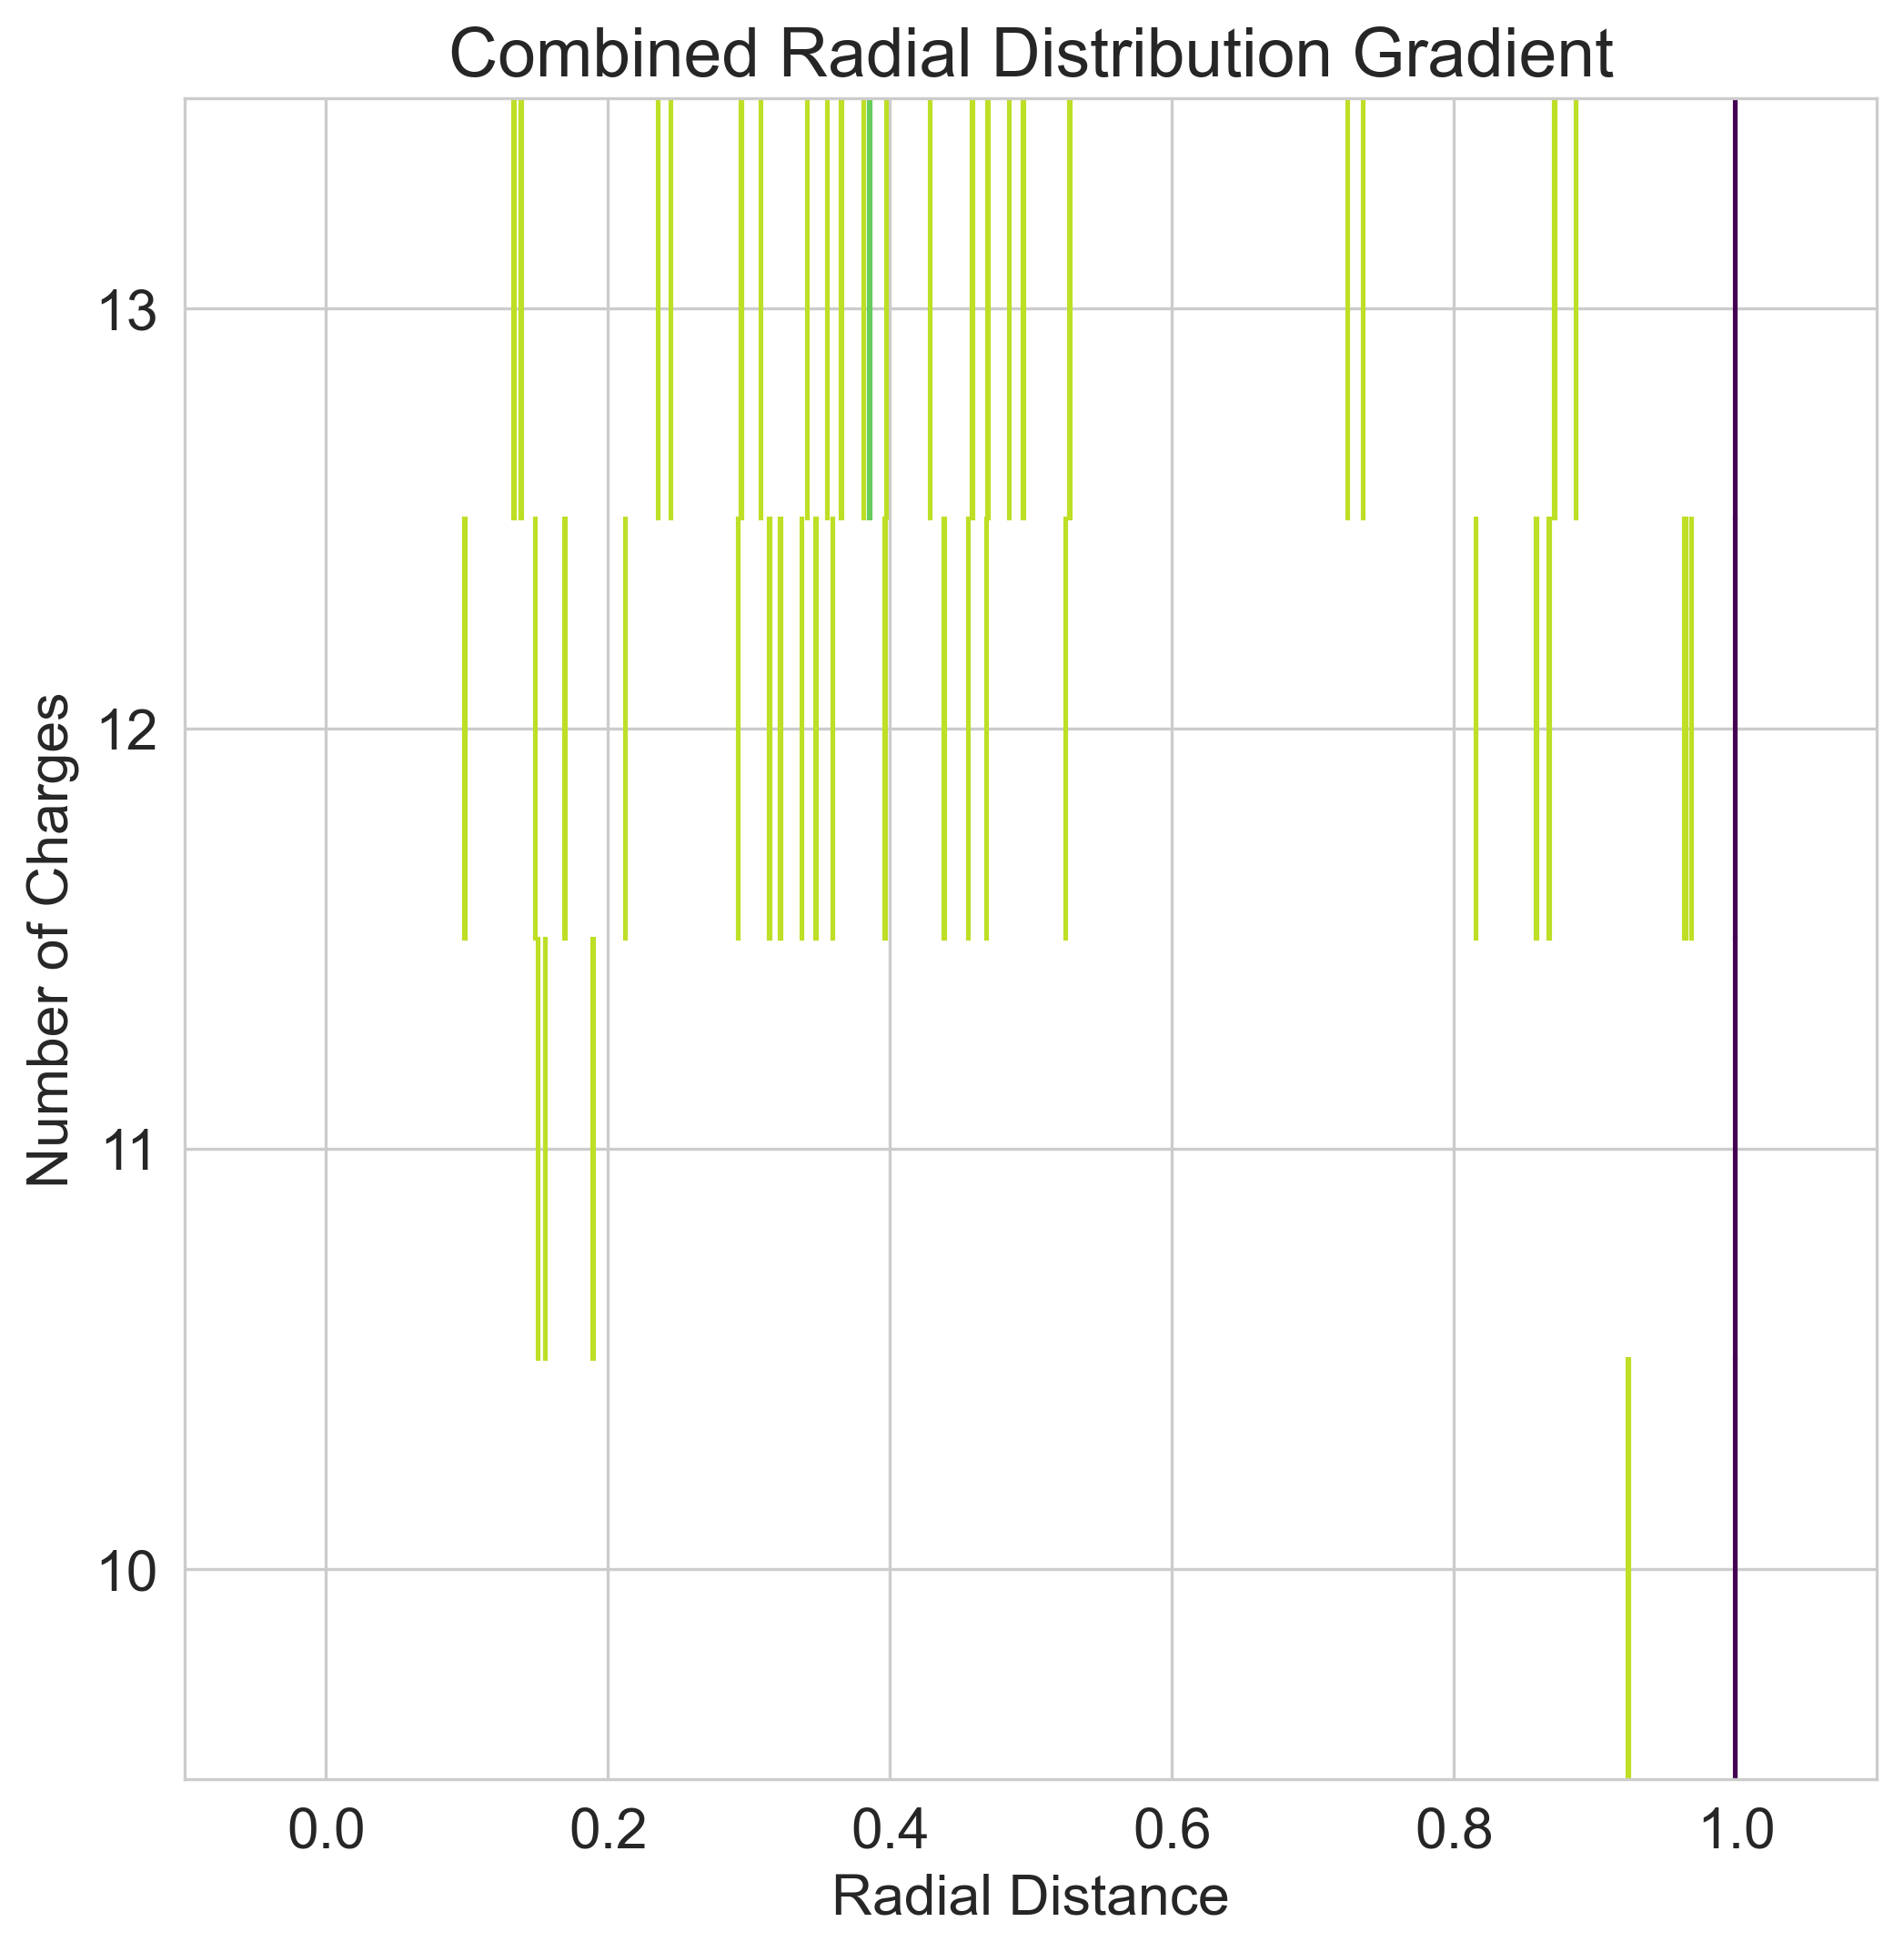 Combined Radial Distribution Gradient
Number of Charges
13
12
11
10
0.0 0.2 0.4 0.6 0.8 1.0
Radial Distance